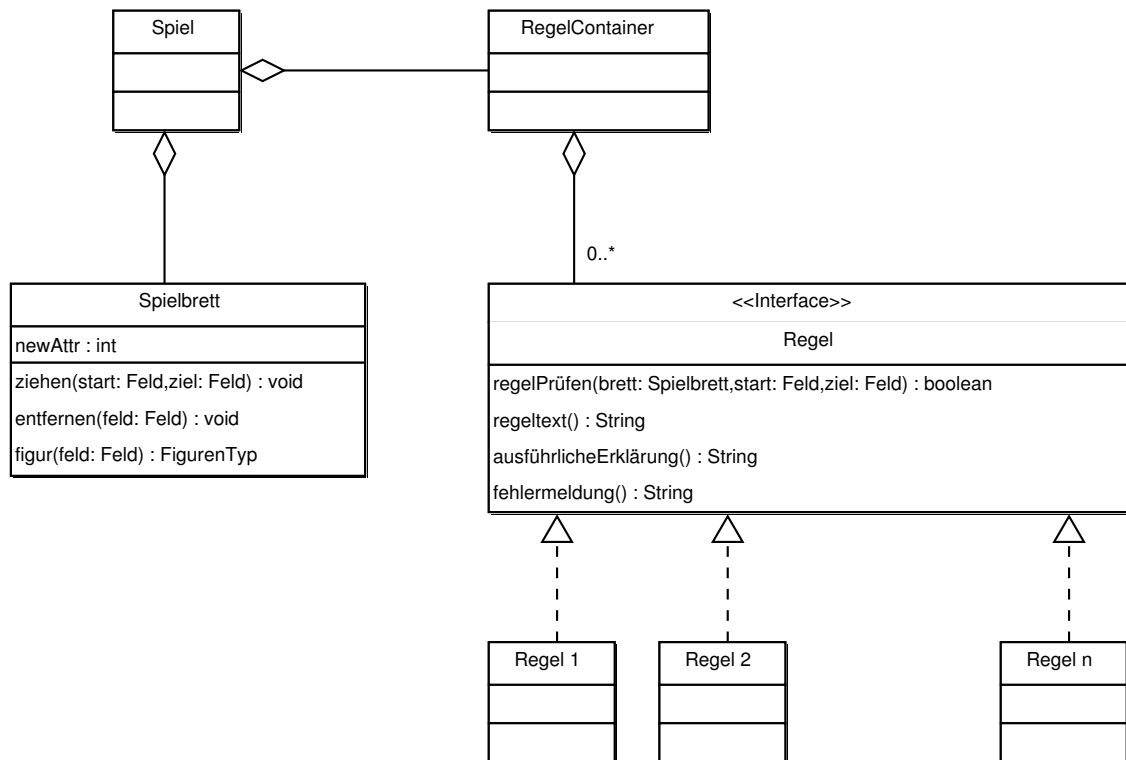 Spiel
RegelContainer
0..*
Spielbrett
newAttr : int
ziehen(start: Feld,ziel: Feld) : void
entfernen(feld: Feld) : void
figur(feld: Feld) : FigurenTyp
<<Interface>>
Regel
regelPrüfen(brett: Spielbrett,start: Feld,ziel: Feld) : boolean
regeltext() : String
ausführlicheErklärung() : String
fehlermeldung() : String
Regel 1
Regel 2
Regel n